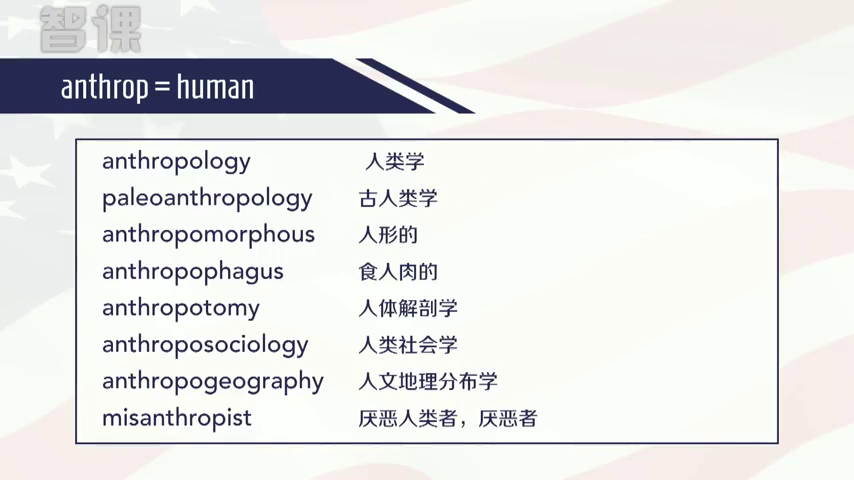 智课
anthrop = human
anthropology 人类学
paleoanthropology 古人类学
anthropomorphous 人形的
anthropophagus 食人肉的
anthropotomy 人体解剖学
anthroposociology 人类社会学
anthropogeography 人文地理分布学
misanthropist 厌恶人类者，厌恶者